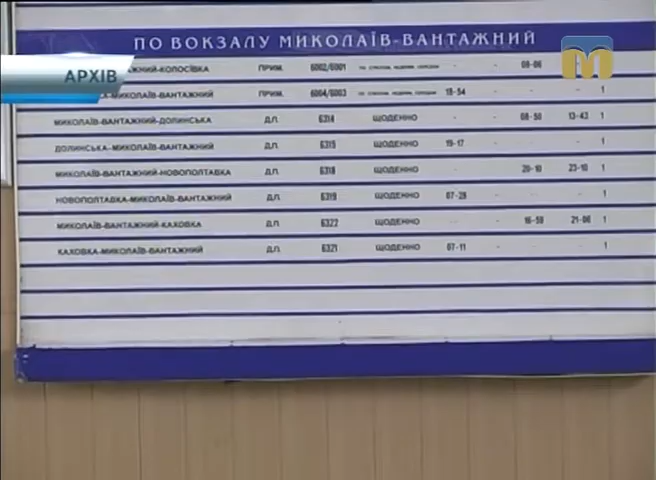 ПО ВОКЗАЛУ МИКОЛАЇВ-ВАНТАЖНИЙ
АРХІВ
-КОЛОСІВКА ПРИМ. 6002/6001 - - 08-06
-МИКОЛАЇВ-ВАНТАЖНИЙ ПРИМ. 6004/6003 18-54 - - - 1
МИКОЛАЇВ-ВАНТАЖНИЙ-ДОЛИНСЬКА Д.П. 6314 ЩОДЕННО - - 08-50 13-43 1
ДОЛИНСЬКА-МИКОЛАЇВ-ВАНТАЖНИЙ Д.П. 6315 ЩОДЕННО 19-17 - - - 1
МИКОЛАЇВ-ВАНТАЖНИЙ-НОВОПОЛТАВКА Д.П. 6318 ЩОДЕННО - - 20-10 23-10 1
НОВОПОЛТАВКА-МИКОЛАЇВ-ВАНТАЖНИЙ Д.П. 6319 ЩОДЕННО 07-28 - - - 1
МИКОЛАЇВ-ВАНТАЖНИЙ-КАХОВКА Д.П. 6322 ЩОДЕННО - - 16-59 21-06 1
КАХОВКА-МИКОЛАЇВ-ВАНТАЖНИЙ Д.П. 6321 ЩОДЕННО 07-11 - - - 1